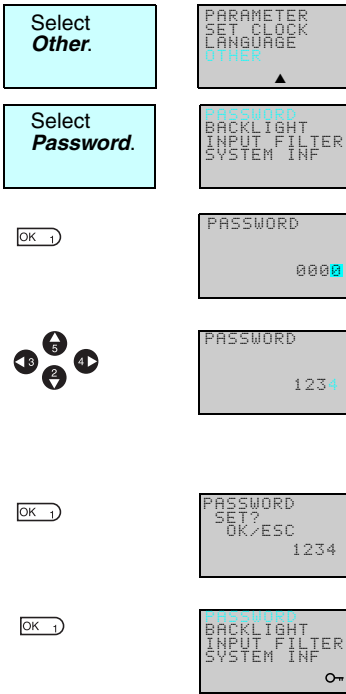 Select
Other.
PARAMETER
SET CLOCK
LANGUAGE
OTHER
Select
Password.
PASSWORD
BACKLIGHT
INPUT FILTER
SYSTEM INF
OK 1
PASSWORD
0000
5
3
4
2
PASSWORD
1234
OK 1
PASSWORD
SET?
OK/ESC
1234
OK 1
PASSWORD
BACKLIGHT
INPUT FILTER
SYSTEM INF